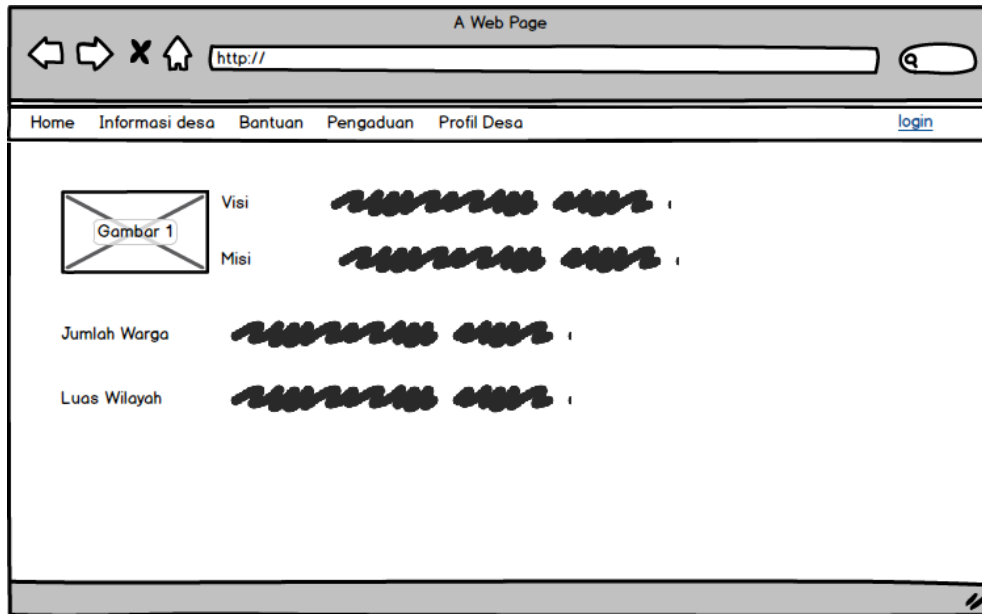 A Web Page
http://
Home Informasi desa Bantuan Pengaduan Profil Desa login
Visi
Gambar 1
Misi
Jumlah Warga
Luas Wilayah